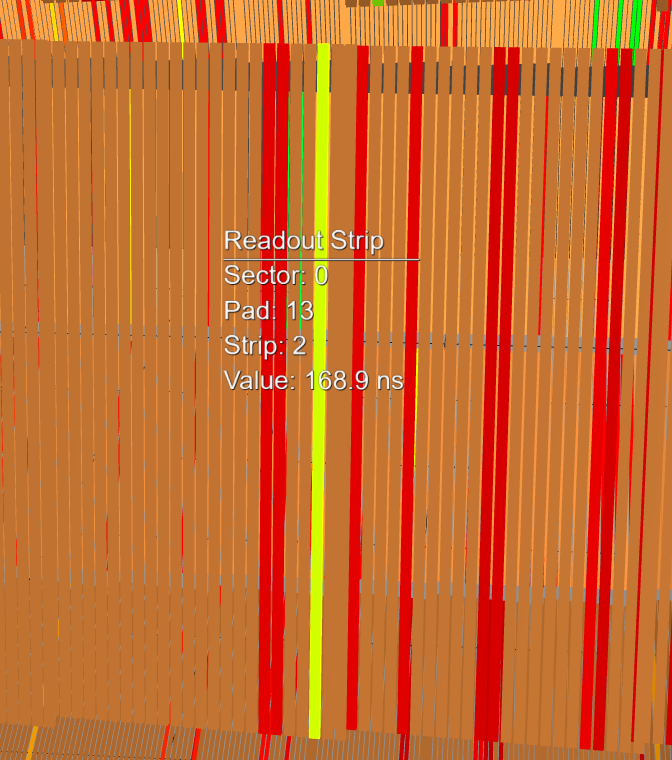 Readout Strip
Sector: 0
Pad: 13
Strip: 2
Value: 168.9 ns